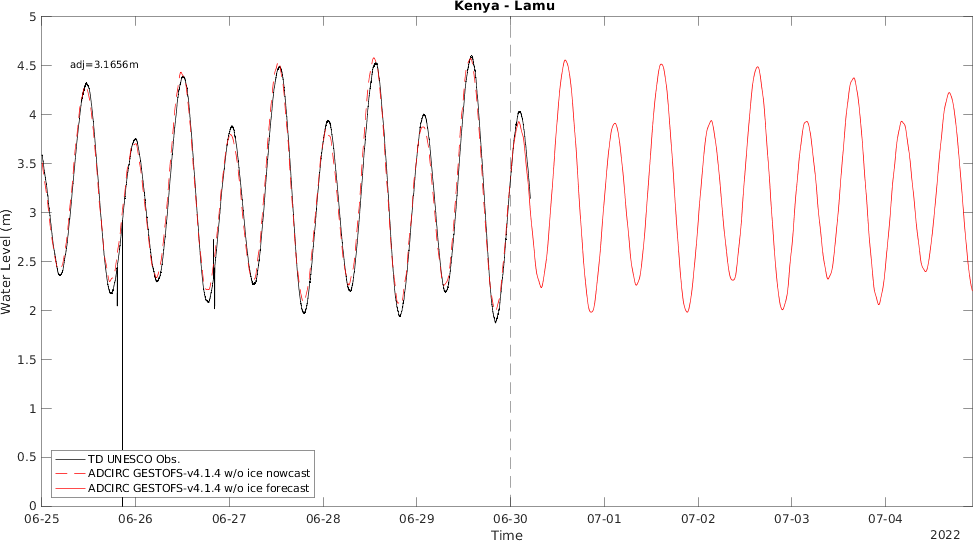 Kenya - Lamu
adj=3.1656m
Water Level (m)
5
4.5
4
3.5
3
2.5
2
1.5
1
0.5
0
TD UNESCO Obs.
ADCIRC GESTOFS-v4.1.4 w/o ice nowcast
ADCIRC GESTOFS-v4.1.4 w/o ice forecast
06-25 06-26 06-27 06-28 06-29 06-30 07-01 07-02 07-03 07-04
Time
2022